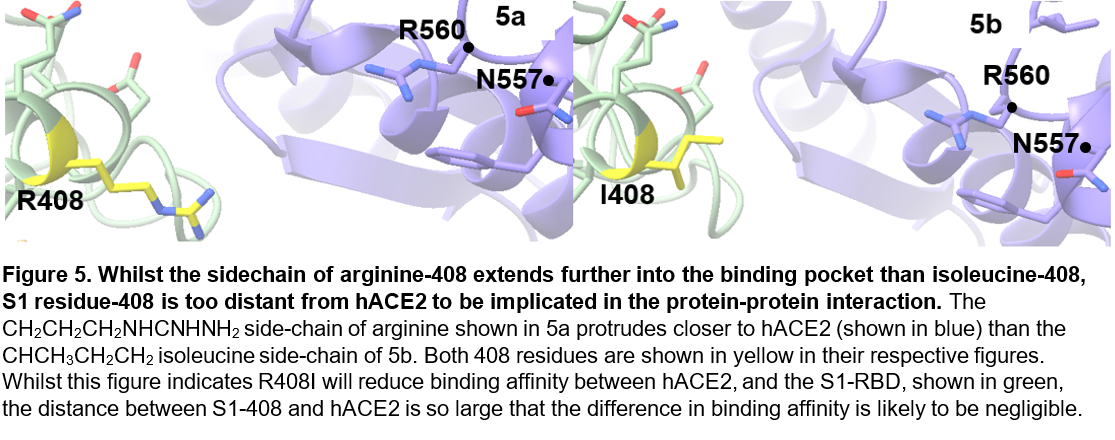 5a
R560
N557
R408
5b
R560
N557
I408
Figure 5. Whilst the sidechain of arginine-408 extends further into the binding pocket than isoleucine-408,
S1 residue-408 is too distant from hACE2 to be implicated in the protein-protein interaction. The
CH₂CH₂CH₂NHCNHNH₂ side-chain of arginine shown in 5a protrudes closer to hACE2 (shown in blue) than the
CHCH₃CH₂CH₂ isoleucine side-chain of 5b. Both 408 residues are shown in yellow in their respective figures.
Whilst this figure indicates R408I will reduce binding affinity between hACE2, and the S1-RBD, shown in green,
the distance between S1-408 and hACE2 is so large that the difference in binding affinity is likely to be negligible.